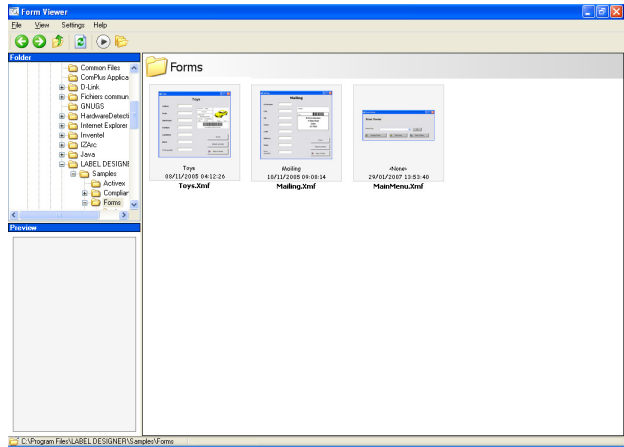 Form Viewer
File View Settings Help
Folder
Forms
Common Files
ComPlus Applica
D-Link
Fichiers commun
GNUGS
HardwareDetecti
Internet Explorer
Inventel
IZArc
Java
LABEL DESIGNE
Samples
Activex
Complian
Forms
Toys
Mailing
Toys
08/11/2005 04:12:26
Toys.Xmf
Mailing
10/11/2005 09:08:14
Mailing.Xmf
<None>
29/01/2007 13:53:40
MainMenu.Xmf
Preview
C:\Program Files\LABEL DESIGNER\Samples\Forms